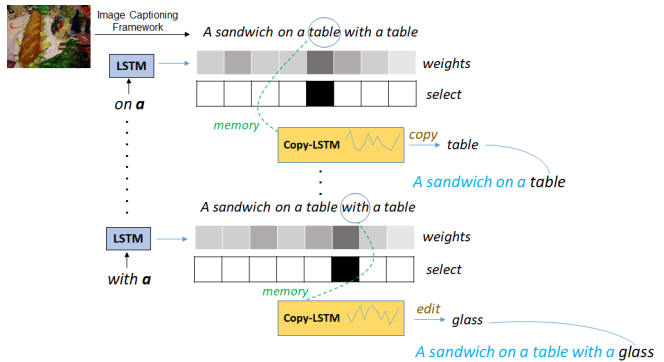 Image Captioning
Framework
A sandwich on a table with a table
LSTM
weights
on a
select
memory
Copy-LSTM
copy
table
A sandwich on a table
A sandwich on a table with a table
LSTM
weights
with a
select
memory
Copy-LSTM
edit
glass
A sandwich on a table with a glass